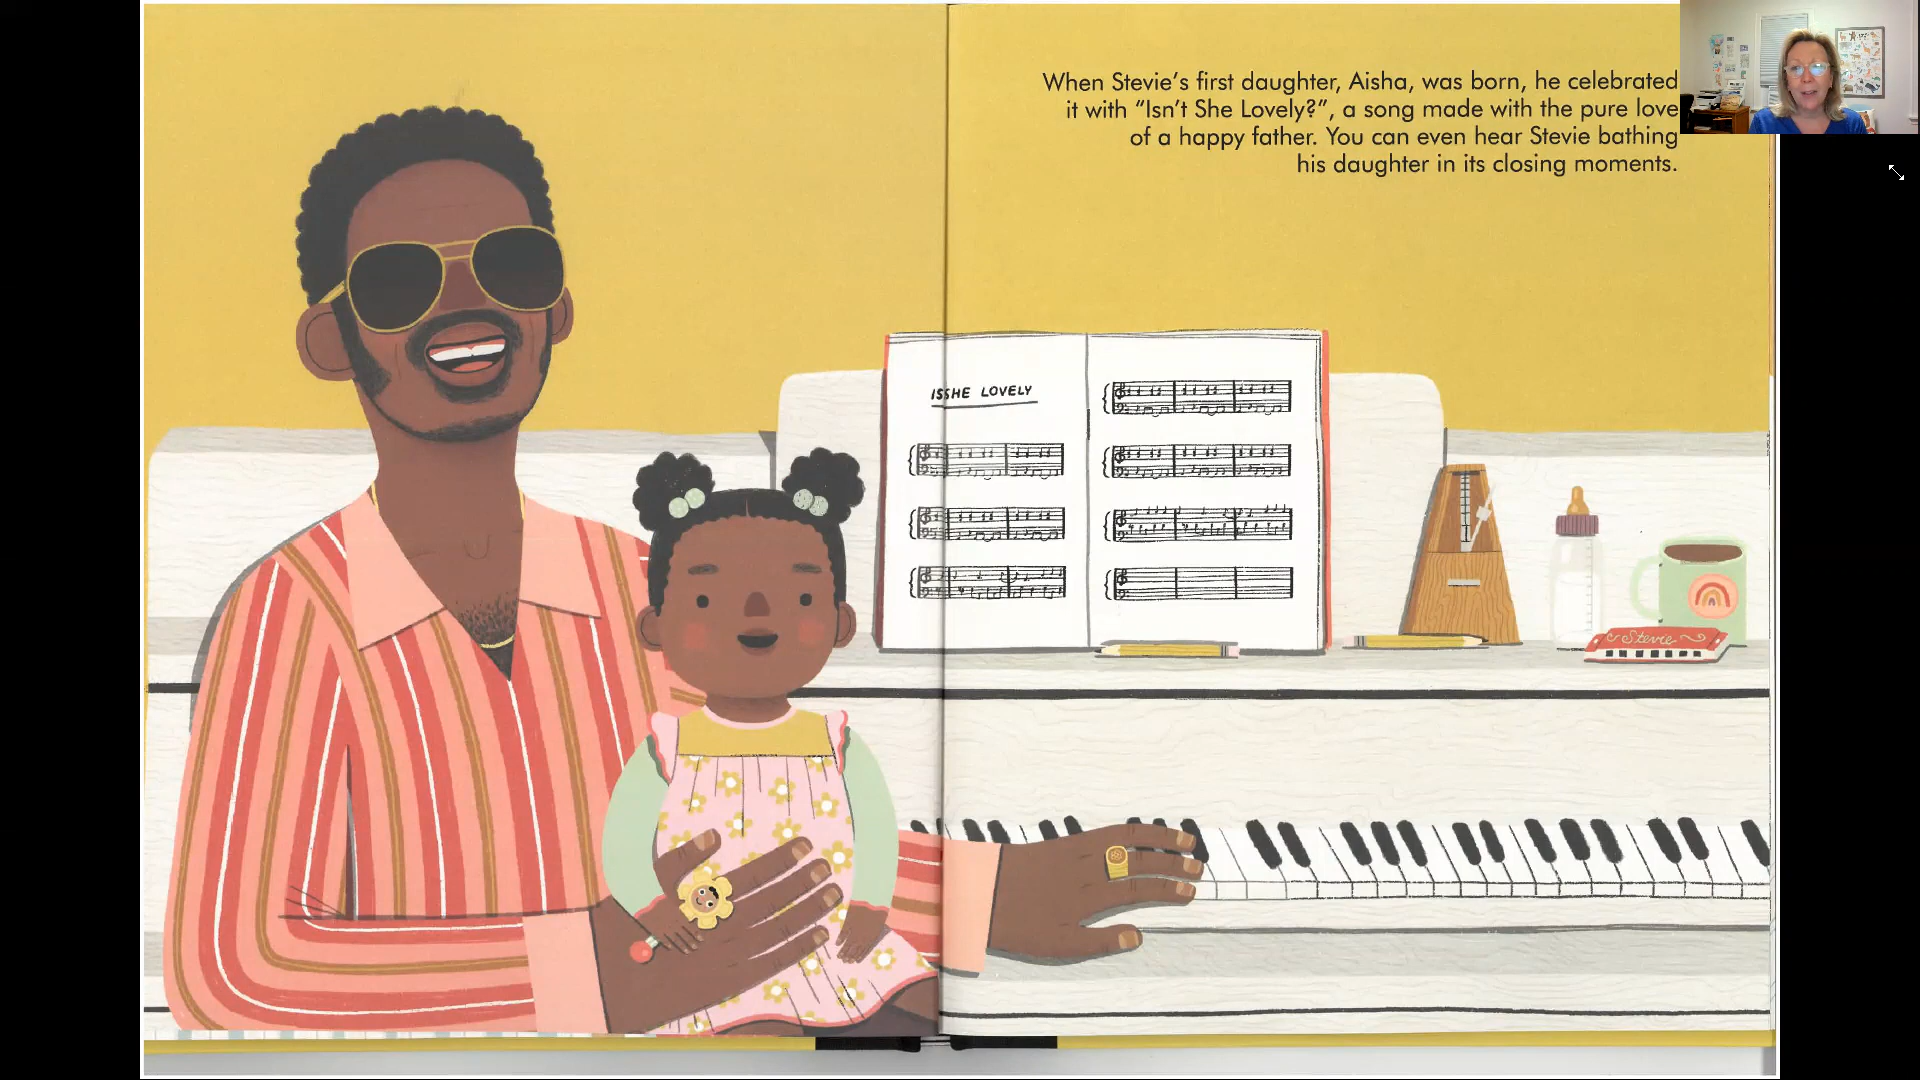 When Stevie's first daughter, Aisha, was born, he celebrated
it with "Isn't She Lovely?", a song made with the pure love
of a happy father. You can even hear Stevie bathing
his daughter in its closing moments.
ISSHE LOVELY
Stevie